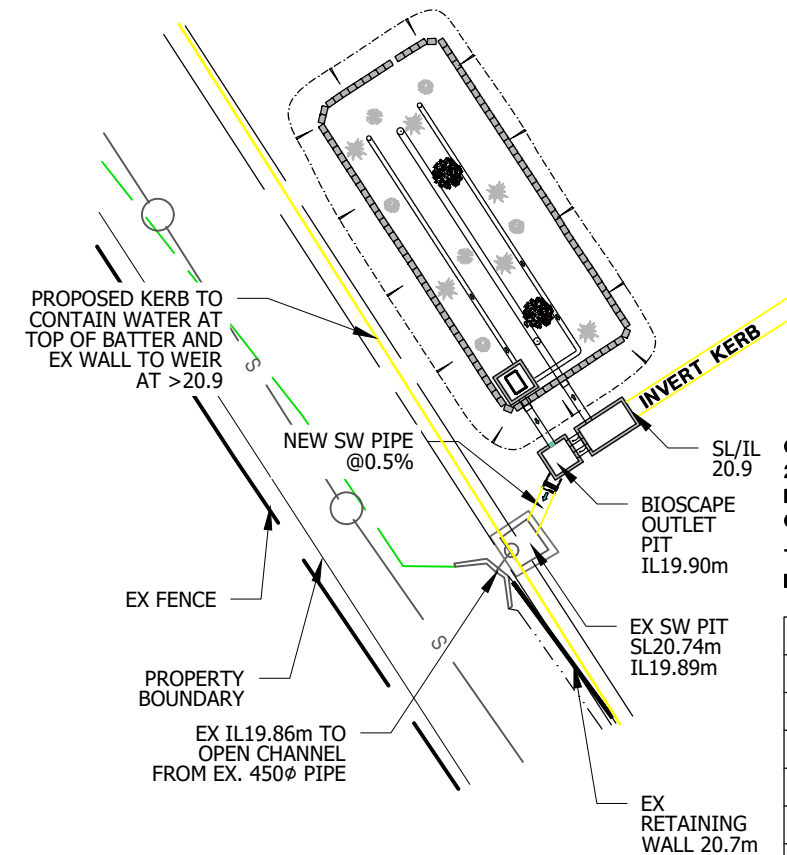 PROPOSED KERB TO
CONTAIN WATER AT
TOP OF BATTER AND
EX WALL TO WEIR
AT >20.9
S
INVERT KERB
NEW SW PIPE
@0.5%
SL/IL
20.9
BIOSCAPE
OUTLET
PIT
IL19.90m
EX FENCE
EX SW PIT
SL20.74m
IL19.89m
S
PROPERTY
BOUNDARY
EX IL19.86m TO
OPEN CHANNEL
FROM EX. 450⌀ PIPE
EX
RETAINING
WALL 20.7m